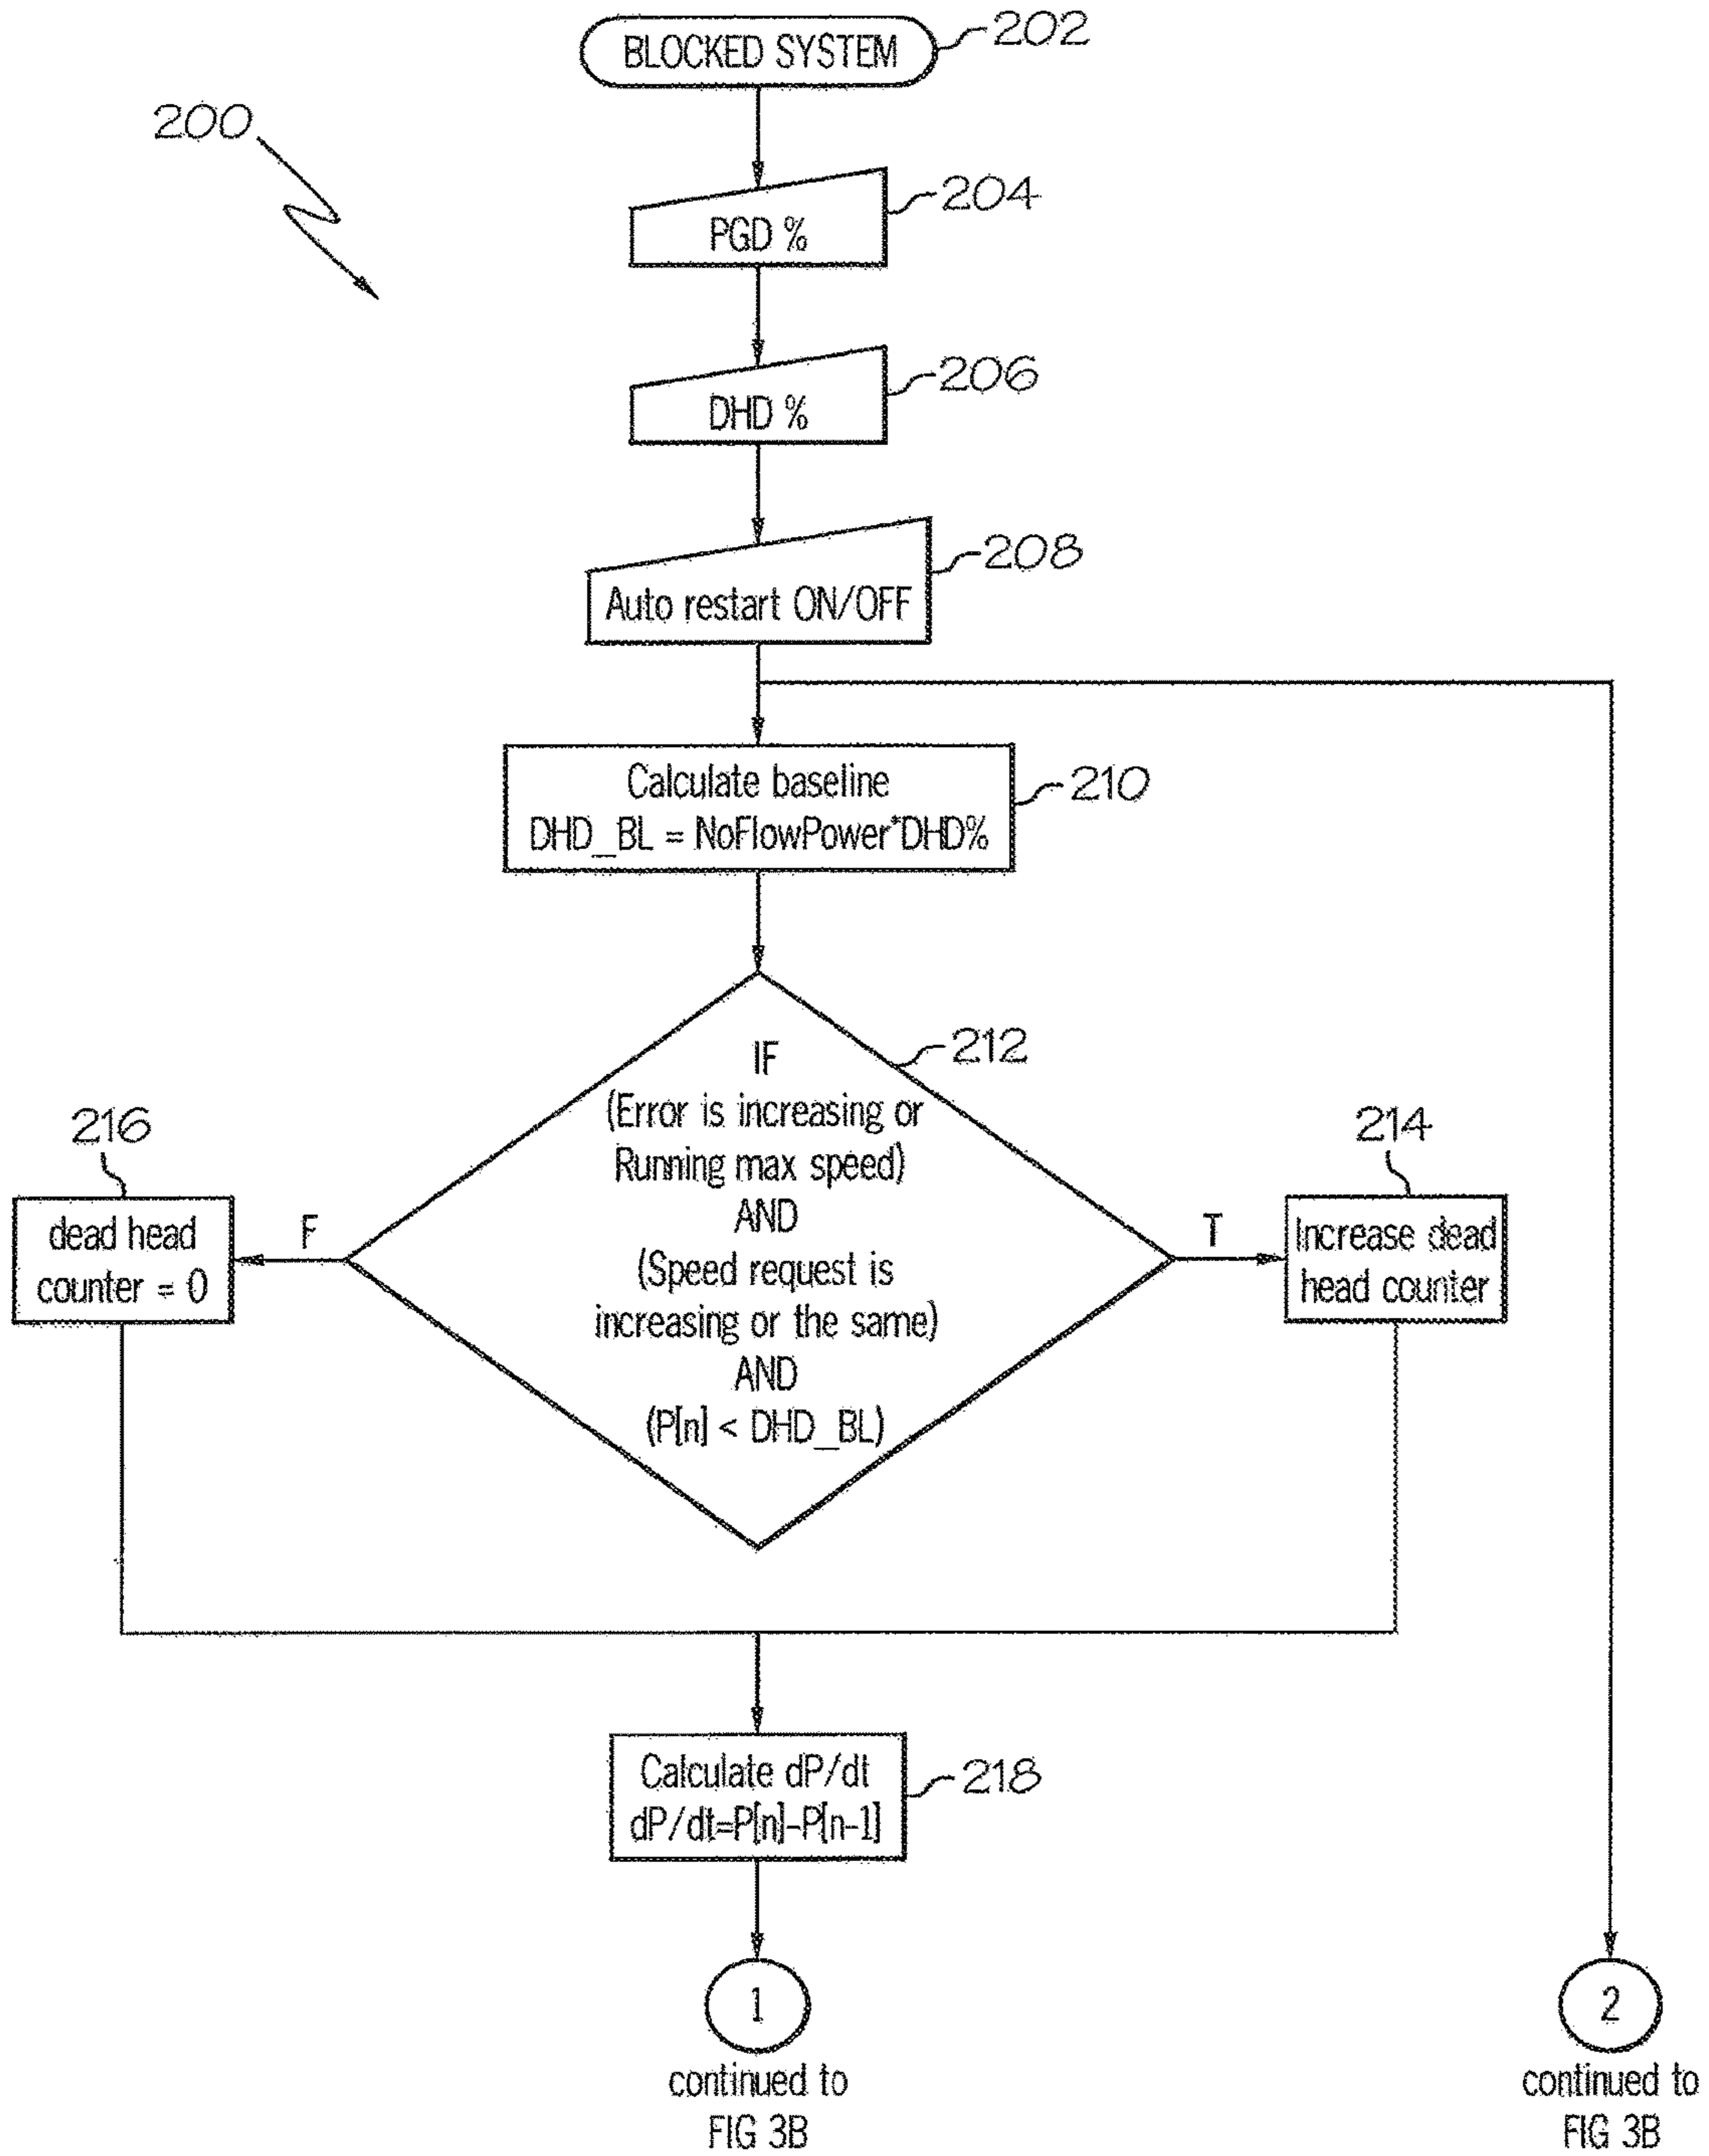 BLOCKED SYSTEM
202
200
204
PGD %
206
DHD %
208
Auto restart ON/OFF
Calculate baseline
DHD_BL = NoFlowPower*DHD%
210
212
IF
(Error is increasing or
Running max speed)
AND
(Speed request is
increasing or the same)
AND
(P[n] < DHD_BL)
216
dead head
counter = 0
F
T
214
Increase dead
head counter
Calculate dP/dt
dP/dt=P[n]-P[n-1]
218
1
continued to
FIG 3B
2
continued to
FIG 3B